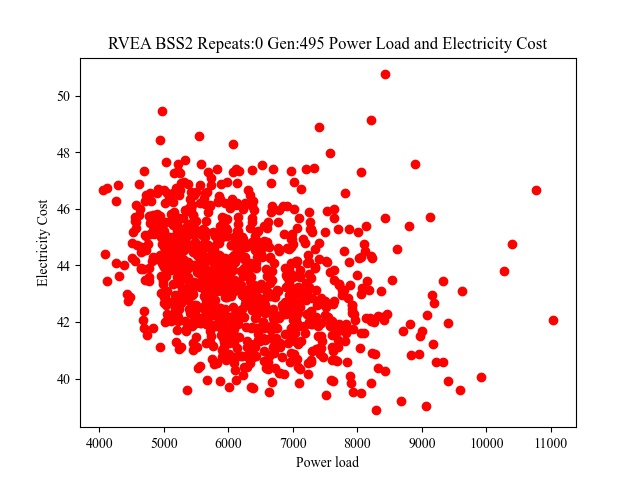 RVEA BSS2 Repeats:0 Gen:495 Power Load and Electricity Cost
50
48
46
44
42
40
Electricity Cost
4000 5000 6000 7000 8000 9000 10000 11000
Power load